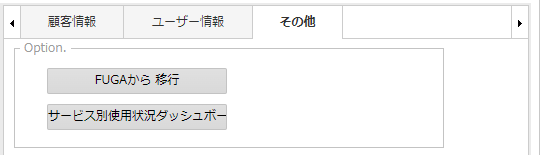 顧客情報 ユーザー情報 その他
Option.
FUGAから 移行
サービス別使用状況ダッシュボー